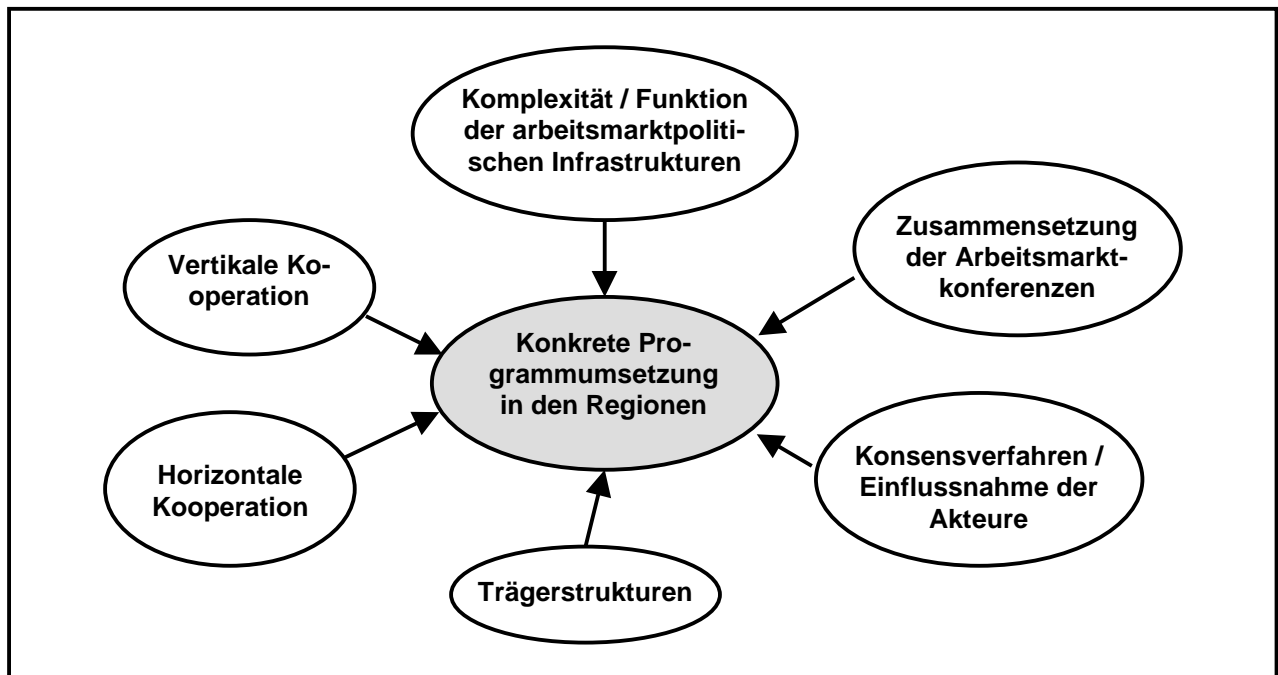 Komplexität / Funktion
der arbeitsmarktpoliti-
schen Infrastrukturen
Zusammensetzung
der Arbeitsmarkt-
konferenzen
Vertikale Ko-
operation
Konkrete Pro-
grammumsetzung
in den Regionen
Horizontale
Kooperation
Konsensverfahren /
Einflussnahme der
Akteure
Trägerstrukturen